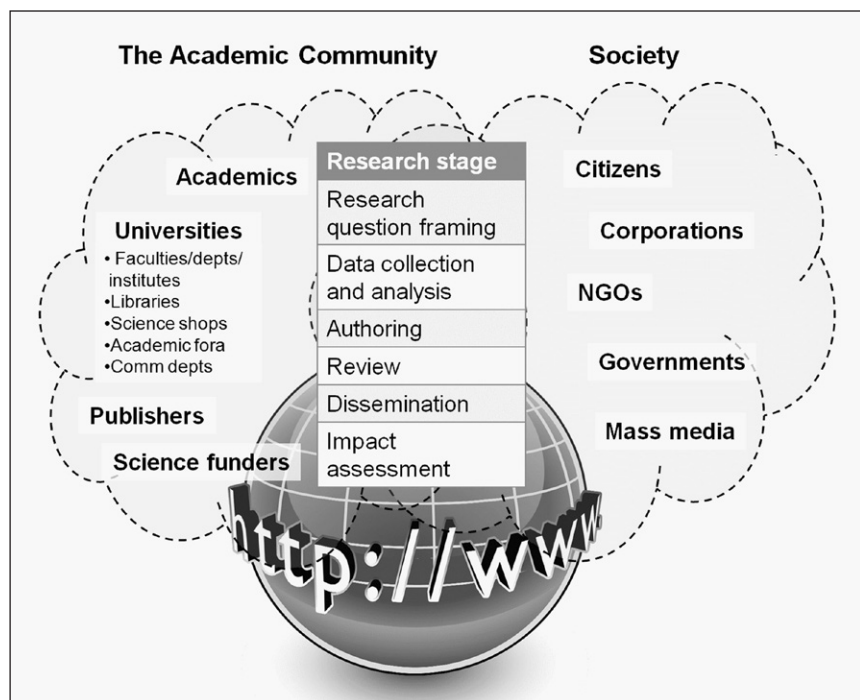 The Academic Community
Society
Academics
Universities
• Faculties/depts/
institutes
•Libraries
•Science shops
•Academic fora
•Comm depts
Publishers
Science funders
Research stage
Research
question framing
Data collection
and analysis
Authoring
Review
Dissemination
Impact
assessment
Citizens
Corporations
NGOs
Governments
Mass media
http://www.